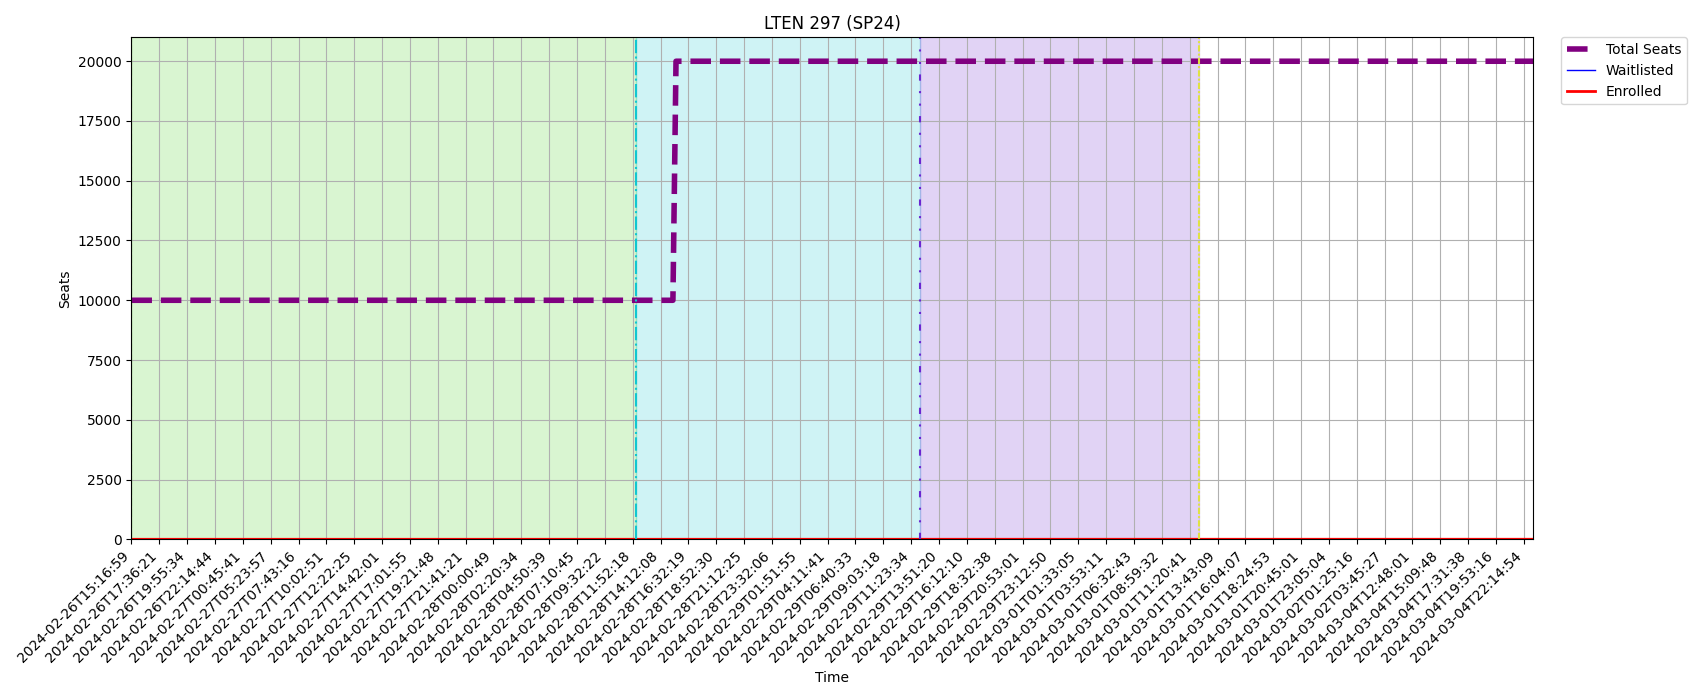 LTEN 297 (SP24)
Total Seats
Waitlisted
Enrolled
20000
17500
15000
12500
10000
7500
5000
2500
0
Seats
2024-02-26T15:16:59
2024-02-26T17:36:21
2024-02-26T19:55:34
2024-02-26T22:14:44
2024-02-27T00:45:41
2024-02-27T05:23:57
2024-02-27T07:43:16
2024-02-27T10:02:51
2024-02-27T12:22:25
2024-02-27T14:42:01
2024-02-27T17:01:55
2024-02-27T19:21:48
2024-02-27T21:41:21
2024-02-28T00:00:49
2024-02-28T02:20:34
2024-02-28T04:50:39
2024-02-28T07:10:45
2024-02-28T09:32:22
2024-02-28T11:52:18
2024-02-28T14:12:08
2024-02-28T16:32:19
2024-02-28T18:52:30
2024-02-28T21:12:25
2024-02-28T23:32:06
2024-02-29T01:51:55
2024-02-29T04:11:41
2024-02-29T06:40:33
2024-02-29T09:03:18
2024-02-29T11:23:34
2024-02-29T13:51:20
2024-02-29T16:12:10
2024-02-29T18:32:38
2024-02-29T20:53:01
2024-02-29T23:12:50
2024-03-01T01:33:05
2024-03-01T03:53:11
2024-03-01T06:32:43
2024-03-01T08:59:32
2024-03-01T11:20:41
2024-03-01T13:43:09
2024-03-01T16:04:07
2024-03-01T18:24:53
2024-03-01T20:45:01
2024-03-01T23:05:04
2024-03-02T01:25:16
2024-03-02T03:45:27
2024-03-04T12:48:01
2024-03-04T15:09:48
2024-03-04T17:31:38
2024-03-04T19:53:16
2024-03-04T22:14:54
Time